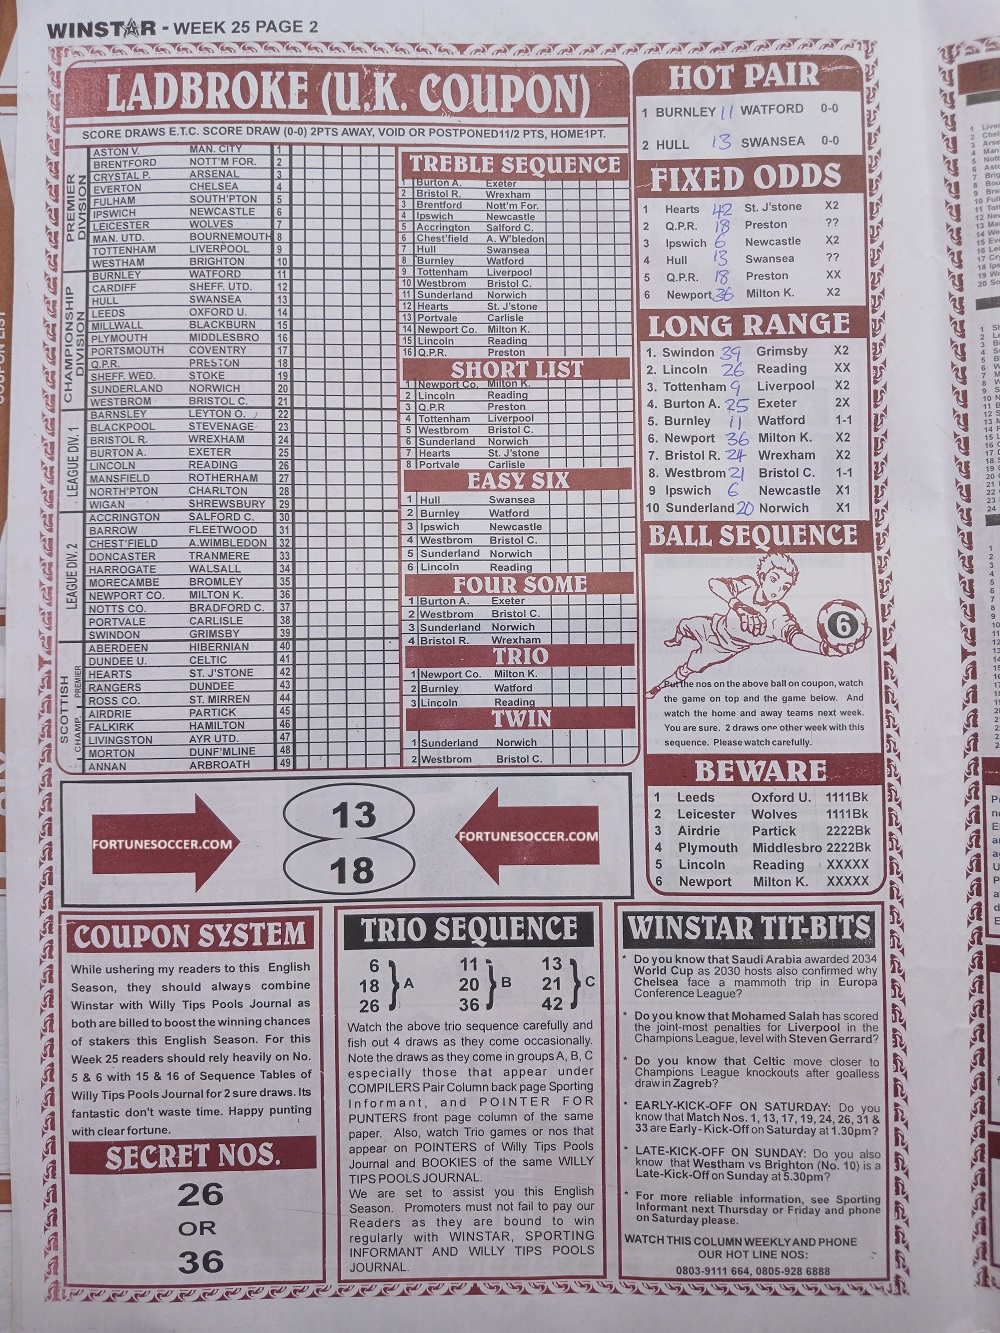 WINSTAR - WEEK 25 PAGE 2
LADBROKE (U.K. COUPON)
SCORE DRAWS E.T.C. SCORE DRAW (0-0) 2PTS AWAY, VOID OR POSTPONED11/2 PTS, HOME1PT.
PREMIER DIVISION
ASTON V. MAN. CITY 1
BRENTFORD NOTT'M FOR. 2
CRYSTAL P. ARSENAL 3
EVERTON CHELSEA 4
FULHAM SOUTH'PTON 5
IPSWICH NEWCASTLE 6
LEICESTER WOLVES 7
MAN. UTD. BOURNEMOUTH 8
TOTTENHAM LIVERPOOL 9
WESTHAM BRIGHTON 10
CHAMPIONSHIP DIVISION
BURNLEY WATFORD 11
CARDIFF SHEFF. UTD. 12
HULL SWANSEA 13
LEEDS OXFORD U. 14
MILLWALL BLACKBURN 15
PLYMOUTH MIDDLESBRO 16
PORTSMOUTH COVENTRY 17
Q.P.R. PRESTON 18
SHEFF. WED. STOKE 19
SUNDERLAND NORWICH 20
WESTBROM BRISTOL C. 21
LEAGUE DIV. 1
BARNSLEY LEYTON O. 22
BLACKPOOL STEVENAGE 23
BRISTOL R. WREXHAM 24
BURTON A. EXETER 25
LINCOLN READING 26
MANSFIELD ROTHERHAM 27
NORTH'PTON CHARLTON 28
WIGAN SHREWSBURY 29
LEAGUE DIV. 2
ACCRINGTON SALFORD C. 30
BARROW FLEETWOOD 31
CHEST'FIELD A.WIMBLEDON 32
DONCASTER TRANMERE 33
HARROGATE WALSALL 34
MORECAMBE BROMLEY 35
NEWPORT CO. MILTON K. 36
NOTTS CO. BRADFORD C. 37
PORTVALE CARLISLE 38
SWINDON GRIMSBY 39
SCOTTISH
PREMIER
ABERDEEN HIBERNIAN 40
DUNDEE U. CELTIC 41
HEARTS ST. J'STONE 42
RANGERS DUNDEE 43
ROSS CO. ST. MIRREN 44
CHAMP.
AIRDRIE PARTICK 45
FALKIRK HAMILTON 46
LIVINGSTON AYR UTD. 47
MORTON DUNF'MLINE 48
ANNAN ARBROATH 49
TREBLE SEQUENCE
1 Burton A. Exeter
2 Bristol R. Wrexham
3 Brentford Nott'm For.
4 Ipswich Newcastle
5 Accrington Salford C.
6 Chest'field A. W'bledon
7 Hull Swansea
8 Burnley Watford
9 Tottenham Liverpool
10 Westbrom Bristol C.
11 Sunderland Norwich
12 Hearts St. J'stone
13 Portvale Carlisle
14 Newport Co. Milton K.
15 Lincoln Reading
16 Q.P.R. Preston
SHORT LIST
1 Newport Co. Milton K.
2 Lincoln Reading
3 Q.P.R Preston
4 Tottenham Liverpool
5 Westbrom Bristol C.
6 Sunderland Norwich
7 Hearts St. J'stone
8 Portvale Carlisle
EASY SIX
1 Hull Swansea
2 Burnley Watford
3 Ipswich Newcastle
4 Westbrom Bristol C.
5 Sunderland Norwich
6 Lincoln Reading
FOUR SOME
1 Burton A. Exeter
2 Westbrom Bristol C.
3 Sunderland Norwich
4 Bristol R. Wrexham
TRIO
1 Newport Co. Milton K.
2 Burnley Watford
3 Lincoln Reading
TWIN
1 Sunderland Norwich
2 Westbrom Bristol C.
HOT PAIR
1 BURNLEY 11 WATFORD 0-0
2 HULL 13 SWANSEA 0-0
FIXED ODDS
1 Hearts 42 St. J'stone X2
2 Q.P.R. 18 Preston ??
3 Ipswich 6 Newcastle X2
4 Hull 13 Swansea ??
5 Q.P.R. 18 Preston XX
6 Newport 36 Milton K. X2
LONG RANGE
1. Swindon 39 Grimsby X2
2. Lincoln 26 Reading XX
3. Tottenham 9 Liverpool X2
4. Burton A. 25 Exeter 2X
5. Burnley 11 Watford 1-1
6. Newport 36 Milton K. X2
7. Bristol R. 24 Wrexham X2
8. Westbrom 21 Bristol C. 1-1
9 Ipswich 6 Newcastle X1
10 Sunderland 20 Norwich X1
BALL SEQUENCE
6
Put the nos on the above ball on coupon, watch
the game on top and the game below. And
watch the home and away teams next week.
You are sure. 2 draws one other week with this
sequence. Please watch carefully.
BEWARE
1 Leeds Oxford U. 1111Bk
2 Leicester Wolves 1111Bk
3 Airdrie Partick 2222Bk
4 Plymouth Middlesbro 2222Bk
5 Lincoln Reading XXXXX
6 Newport Milton K. XXXXX
FORTUNESOCCER.COM
13
18
FORTUNESOCCER.COM
COUPON SYSTEM
While ushering my readers to this English
Season, they should always combine
Winstar with Willy Tips Pools Journal as
both are billed to boost the winning chances
of stakers this English Season. For this
Week 25 readers should rely heavily on No.
5 & 6 with 15 & 16 of Sequence Tables of
Willy Tips Pools Journal for 2 sure draws. Its
fantastic don't waste time. Happy punting
with clear fortune.
SECRET NOS.
26
OR
36
TRIO SEQUENCE
6 11 13
18 A 20 B 21 C
26 36 42
Watch the above trio sequence carefully and
fish out 4 draws as they come occasionally.
Note the draws as they come in groups A, B, C
especially those that appear under
COMPILERS Pair Column back page Sporting
Informant, and POINTER FOR
PUNTERS front page column of the same
paper. Also, watch Trio games or nos that
appear on POINTERS of Willy Tips Pools
Journal and BOOKIES of the same WILLY
TIPS POOLS JOURNAL.
We are set to assist you this English
Season. Promoters must not fail to pay our
Readers as they are bound to win
regularly with WINSTAR, SPORTING
INFORMANT AND WILLY TIPS POOLS
JOURNAL.
WINSTAR TIT-BITS
* Do you know that Saudi Arabia awarded 2034
World Cup as 2030 hosts also confirmed why
Chelsea face a mammoth trip in Europa
Conference League?
* Do you know that Mohamed Salah has scored
the joint-most penalties for Liverpool in the
Champions League, level with Steven Gerrard?
* Do you know that Celtic move closer to
Champions League knockouts after goalless
draw in Zagreb?
* EARLY-KICK-OFF ON SATURDAY: Do you
know that Match Nos. 1, 13, 17, 19, 24, 26, 31 &
33 are Early - Kick-Off on Saturday at 1.30pm?
* LATE-KICK-OFF ON SUNDAY: Do you also
know that Westham vs Brighton (No. 10) is a
Late-Kick-Off on Sunday at 5.30pm?
* For more reliable information, see Sporting
Informant next Thursday or Friday and phone
on Saturday please.
WATCH THIS COLUMN WEEKLY AND PHONE
OUR HOT LINE NOS:
0803-9111 664, 0805-928 6888